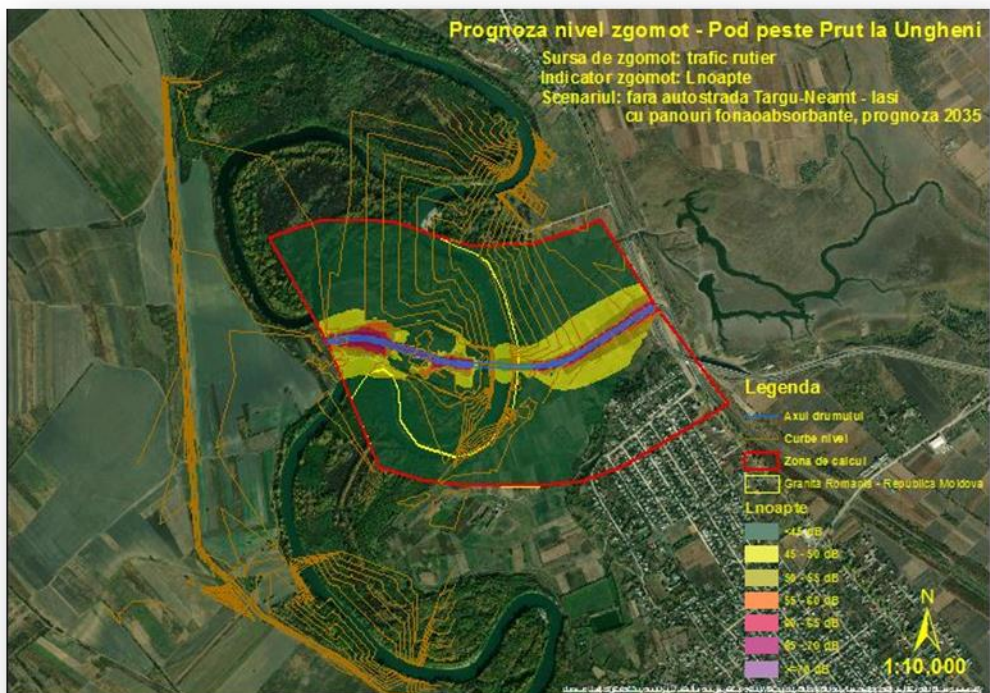 Prognoza nivel zgomot - Pod peste Prut la Ungheni
Sursa de zgomot: trafic rutier
Indicator zgomot: Lnoapte
Scenariul: fara autostrada Targu-Neamt - Iasi
cu panouri fonaoabsorbante, prognoza 2035
Legenda
Axul drumului
Curbe nivel
Zona de calcul
Granita Romania - Republica Moldova
Lnoapte
<45 dB
45 - 50 dB
50 - 55 dB
55 - 60 dB
60 - 65 dB
65 - 70 dB
>=70 dB
N
1:10,000